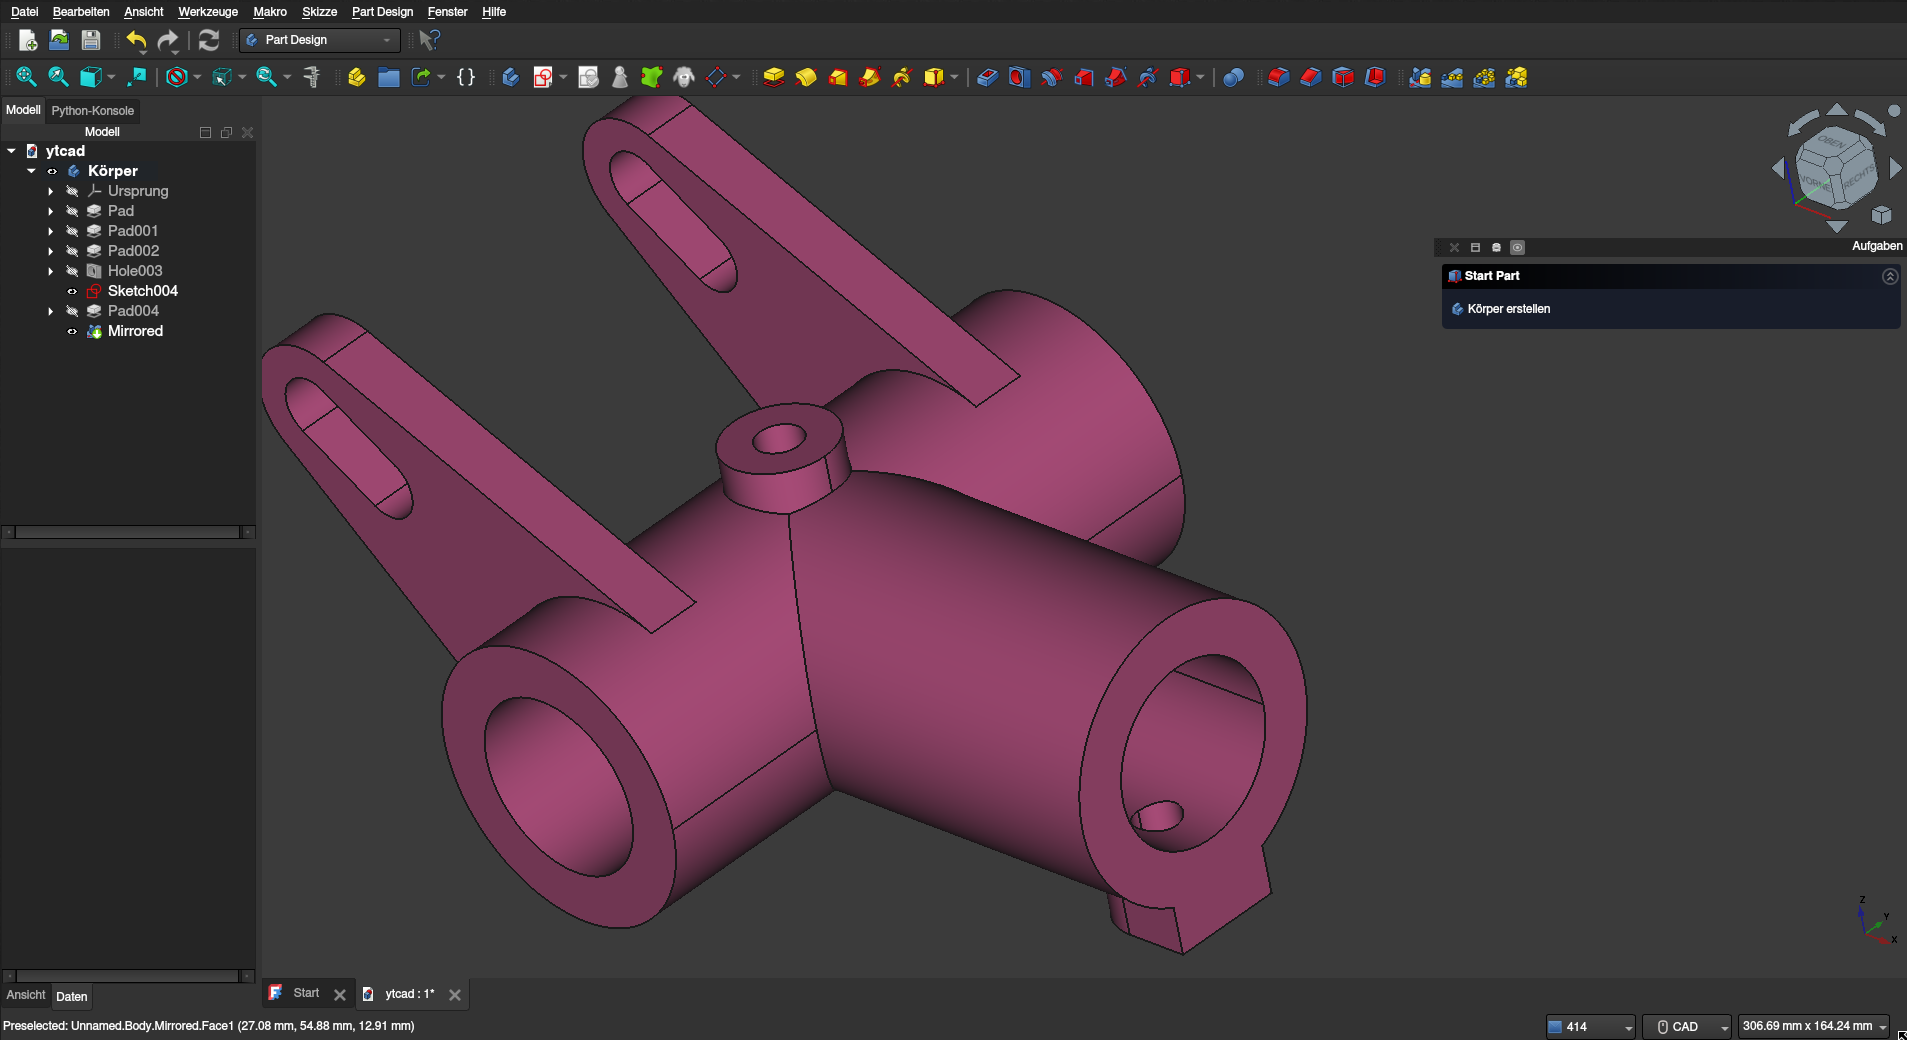 Datei Bearbeiten Ansicht Werkzeuge Makro Skizze Part Design Fenster Hilfe
Part Design
Modell Python-Konsole
Modell
ytcad
Körper
Ursprung
Pad
Pad001
Pad002
Hole003
Sketch004
Pad004
Mirrored
OBEN
VORNE RECHTS
Aufgaben
Start Part
Körper erstellen
Z
Y
X
Ansicht Daten
Start
ytcad : 1*
Preselected: Unnamed.Body.Mirrored.Face1 (27.08 mm, 54.88 mm, 12.91 mm)
414
CAD
306.69 mm x 164.24 mm